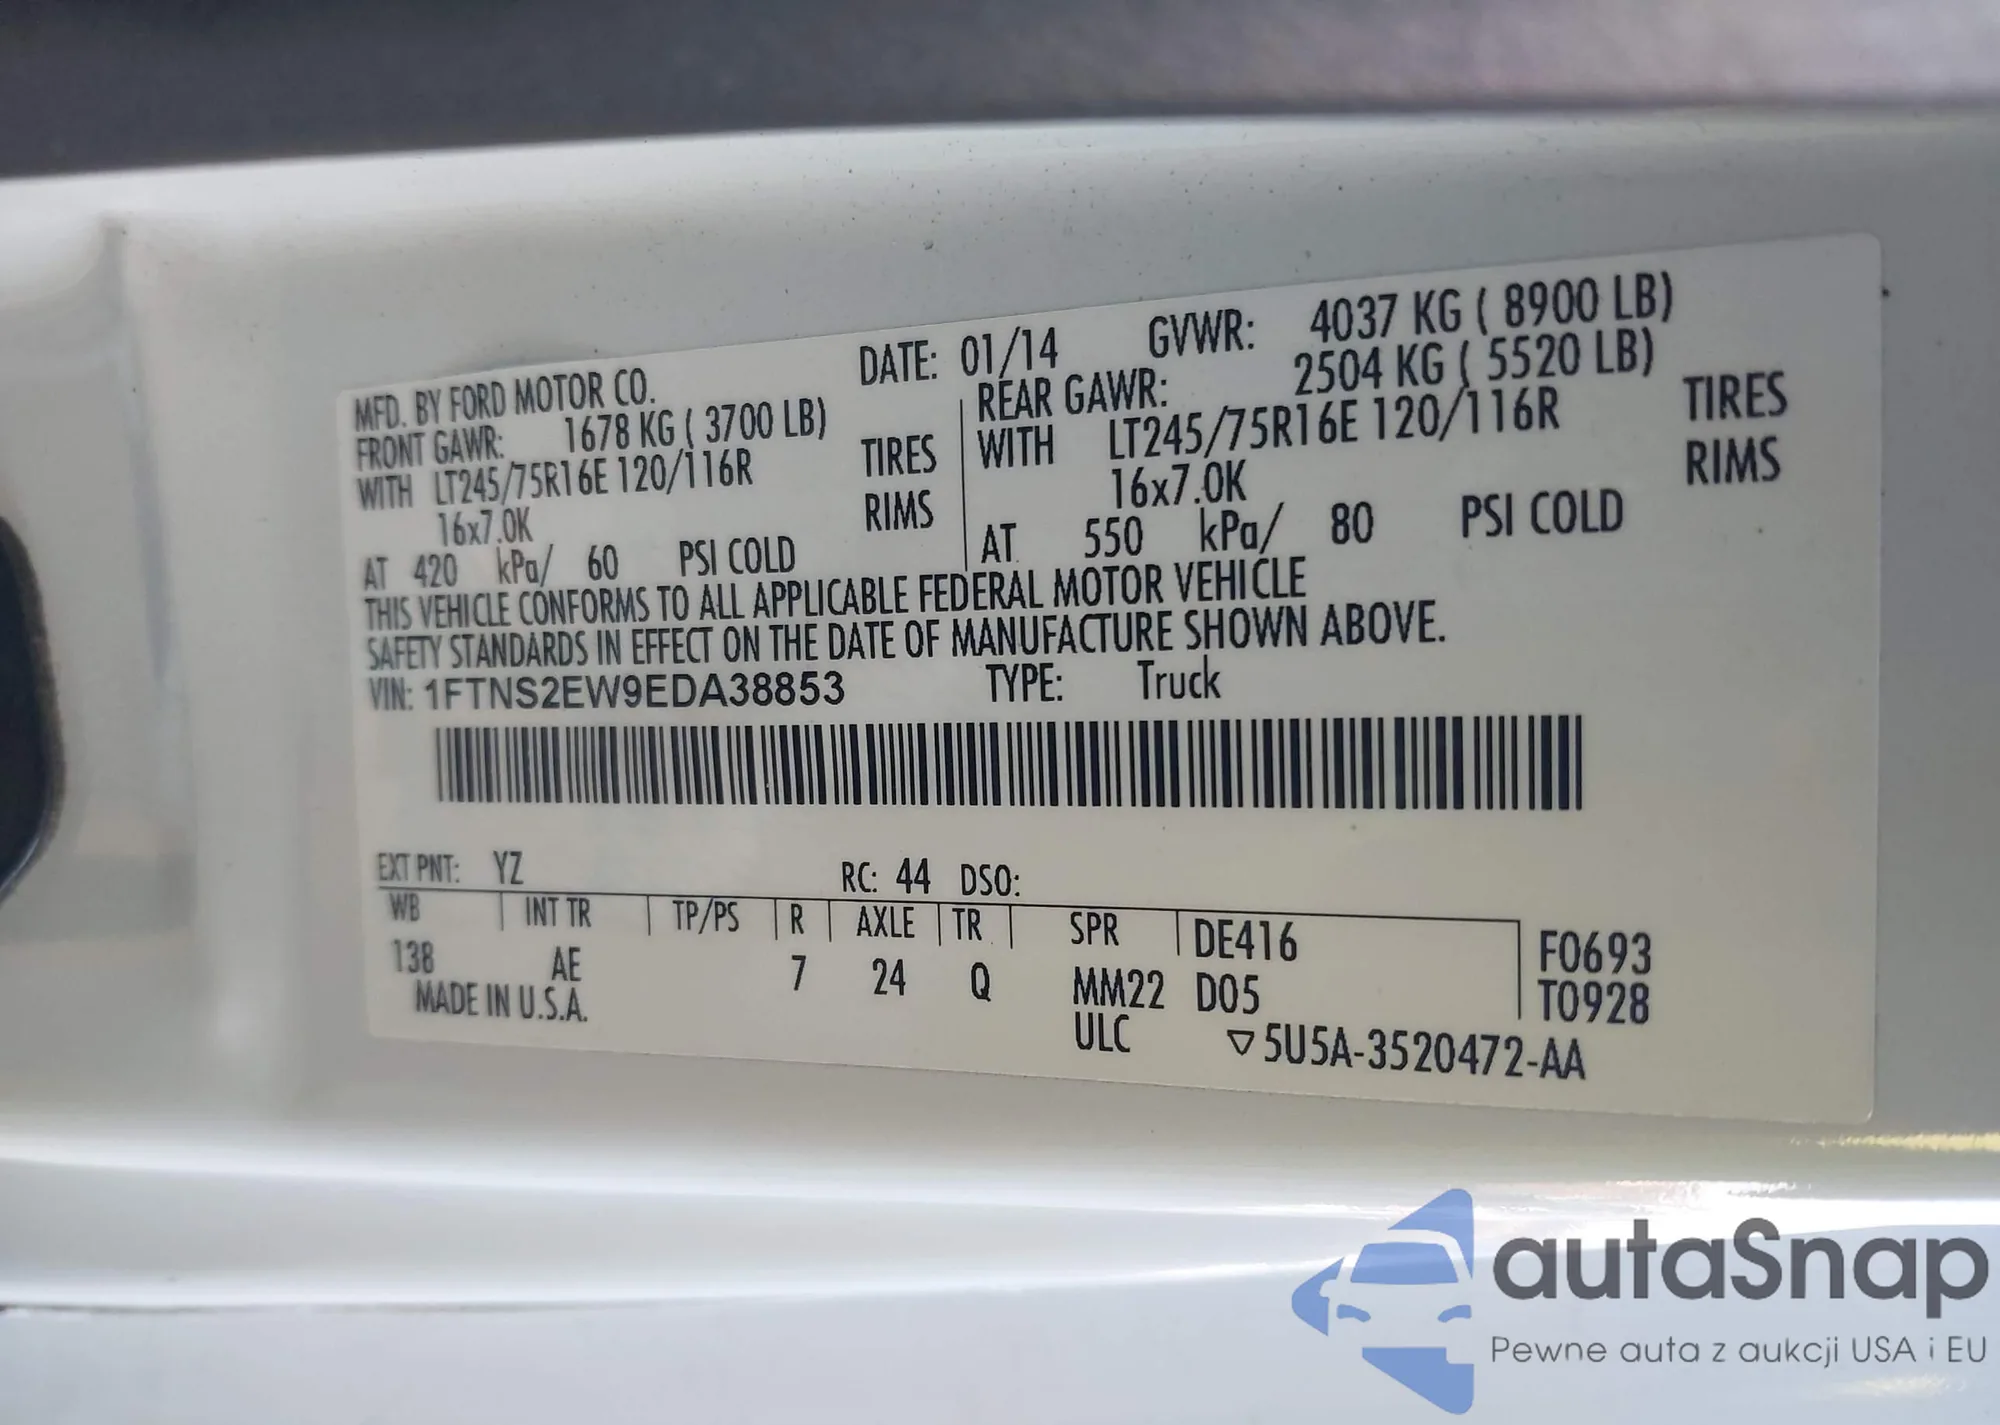 MFD. BY FORD MOTOR CO. DATE: 01/14 GVWR: 4037 KG ( 8900 LB)
FRONT GAWR: 1678 KG ( 3700 LB) REAR GAWR: 2504 KG ( 5520 LB)
WITH LT245/75R16E 120/116R TIRES WITH LT245/75R16E 120/116R TIRES
16x7.0K RIMS 16x7.0K RIMS
AT 420 kPa/ 60 PSI COLD AT 550 kPa/ 80 PSI COLD
THIS VEHICLE CONFORMS TO ALL APPLICABLE FEDERAL MOTOR VEHICLE
SAFETY STANDARDS IN EFFECT ON THE DATE OF MANUFACTURE SHOWN ABOVE.
VIN: 1FTNS2EW9EDA38853 TYPE: Truck
EXT PNT: YZ RC: 44 DSO:
WB INT TR TP/PS R AXLE TR SPR DE416 F0693
138 AE 7 24 Q MM22 D05 T0928
MADE IN U.S.A. ULC ▽5U5A-3520472-AA
autaSnap
Pewne auta z aukcji USA i EU